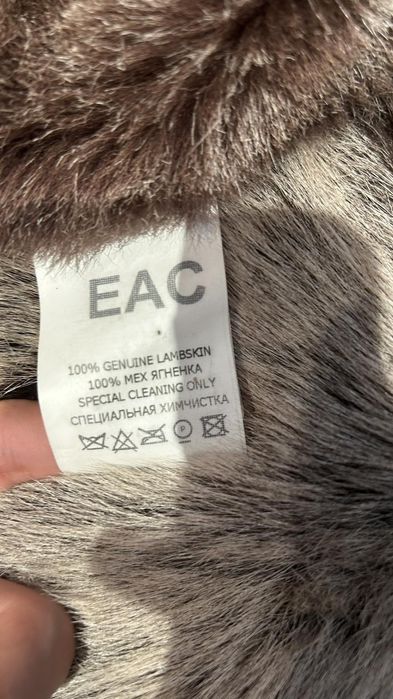 EAC
100% GENUINE LAMBSKIN
100% МЕХ ЯГНЕНКА
SPECIAL CLEANING ONLY
СПЕЦИАЛЬНАЯ ХИМЧИСТКА
P